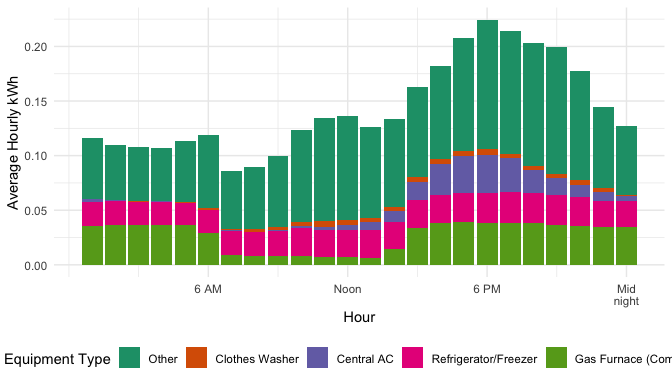 0.20
0.15
0.10
0.05
0.00
Average Hourly kWh
6 AM
Noon
6 PM
Mid
night
Hour
Equipment Type
Other
Clothes Washer
Central AC
Refrigerator/Freezer
Gas Furnace (Com